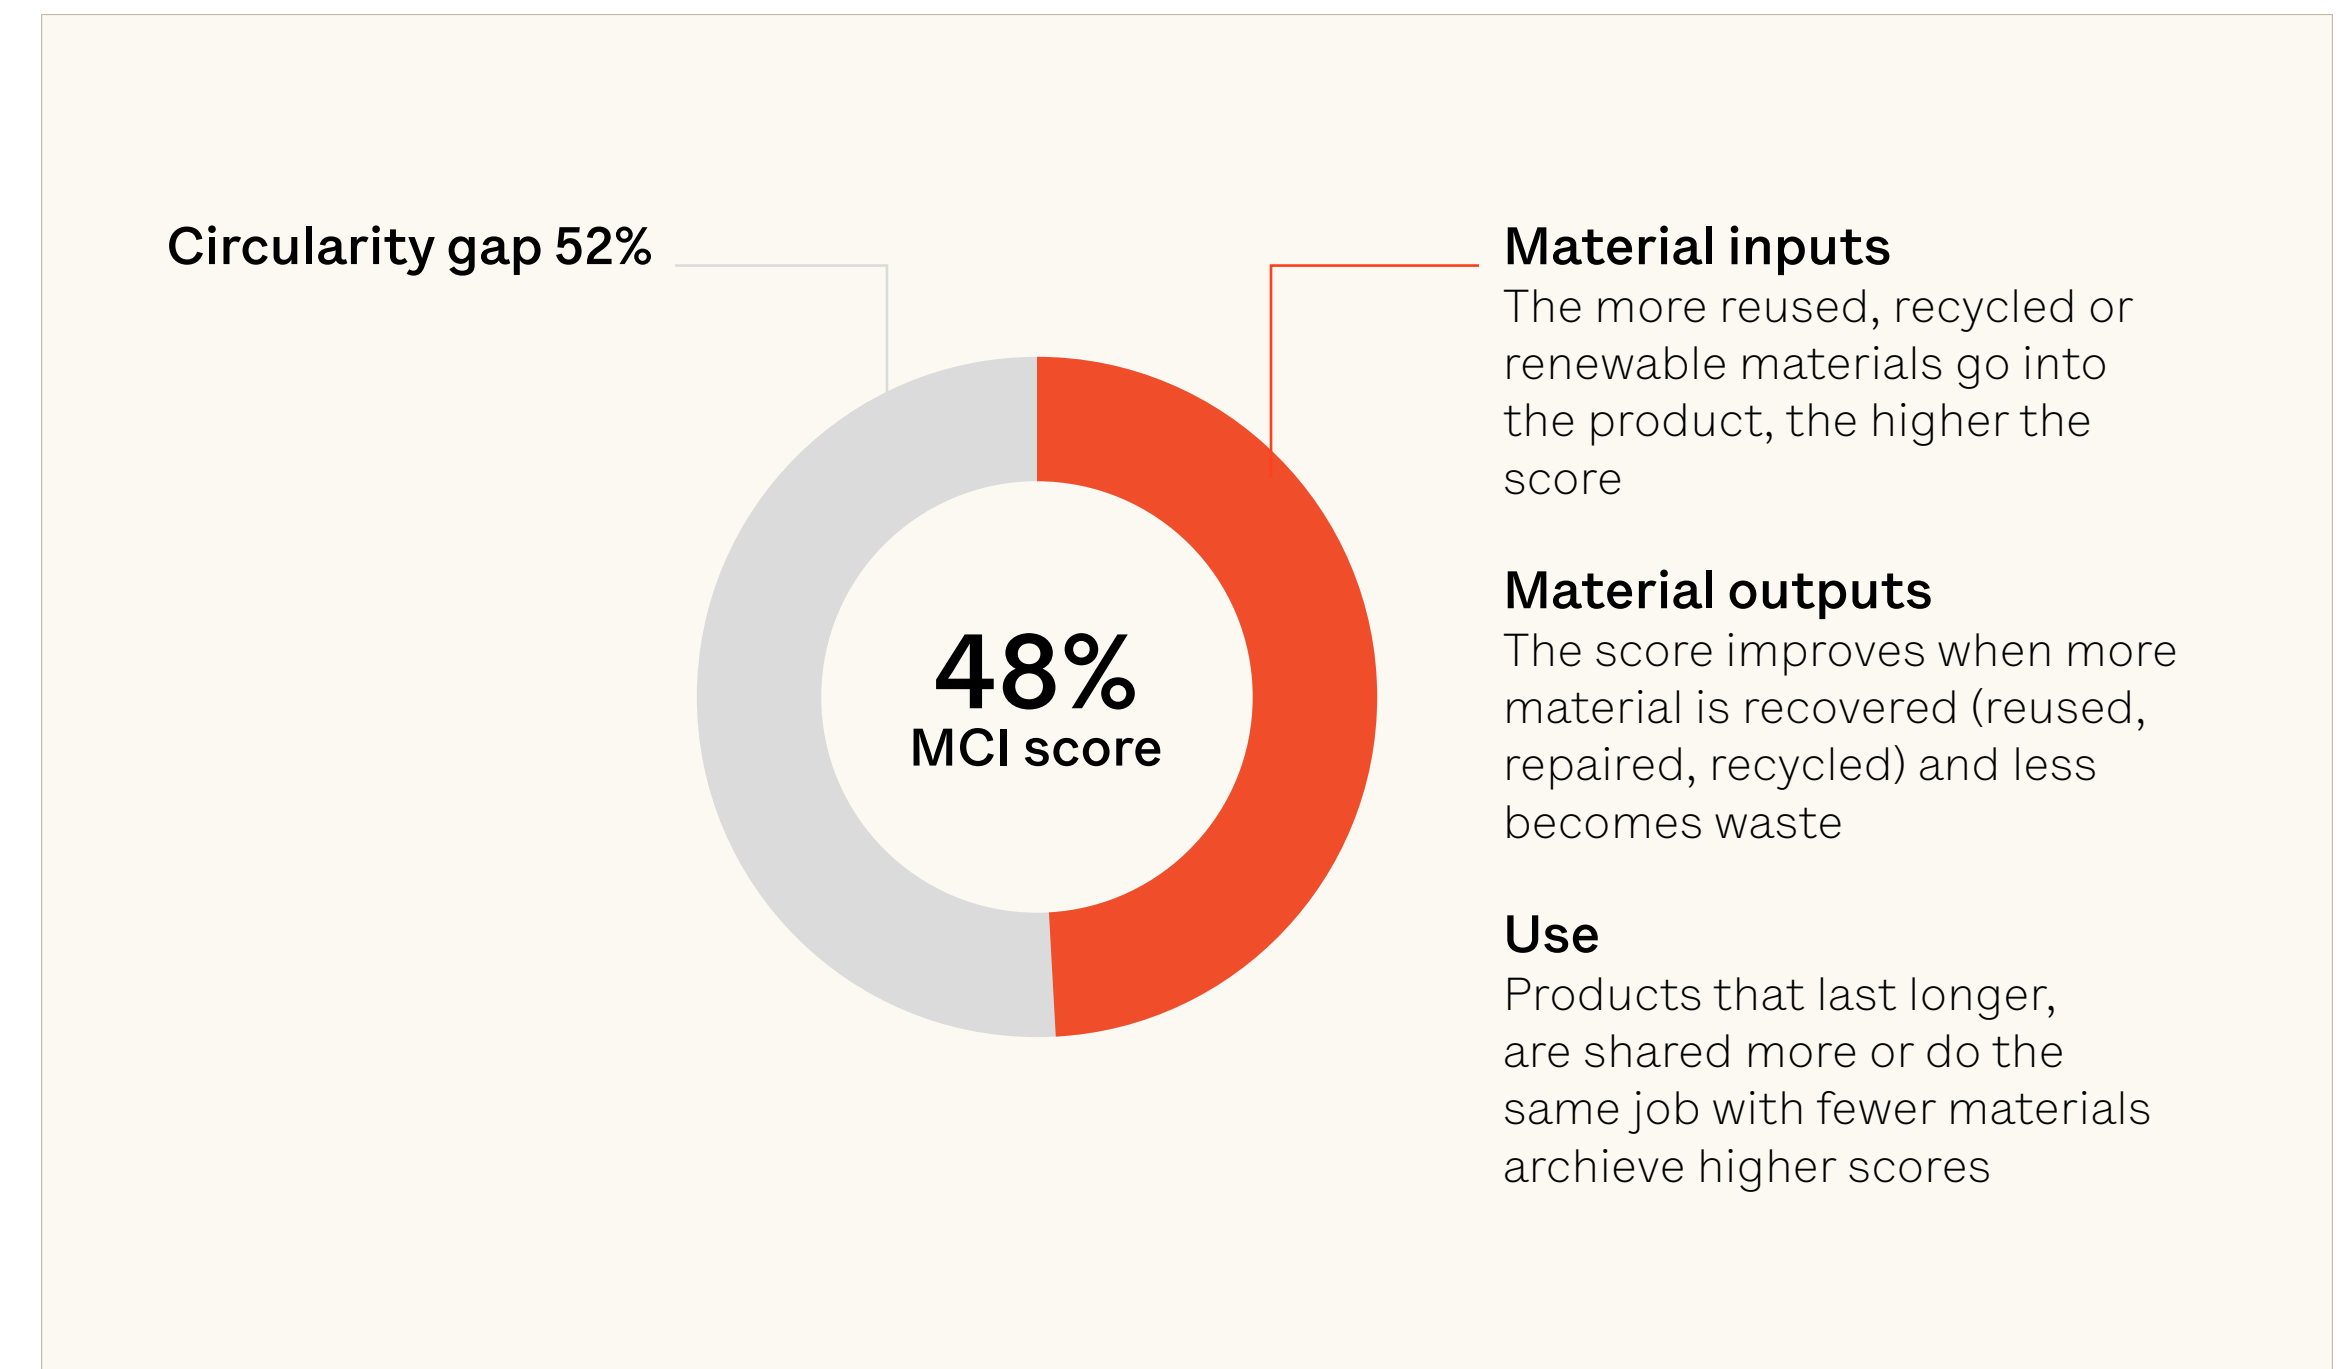 Circularity gap 52%
48%
MCI score
Material inputs
The more reused, recycled or
renewable materials go into
the product, the higher the
score
Material outputs
The score improves when more
material is recovered (reused,
repaired, recycled) and less
becomes waste
Use
Products that last longer,
are shared more or do the
same job with fewer materials
archieve higher scores